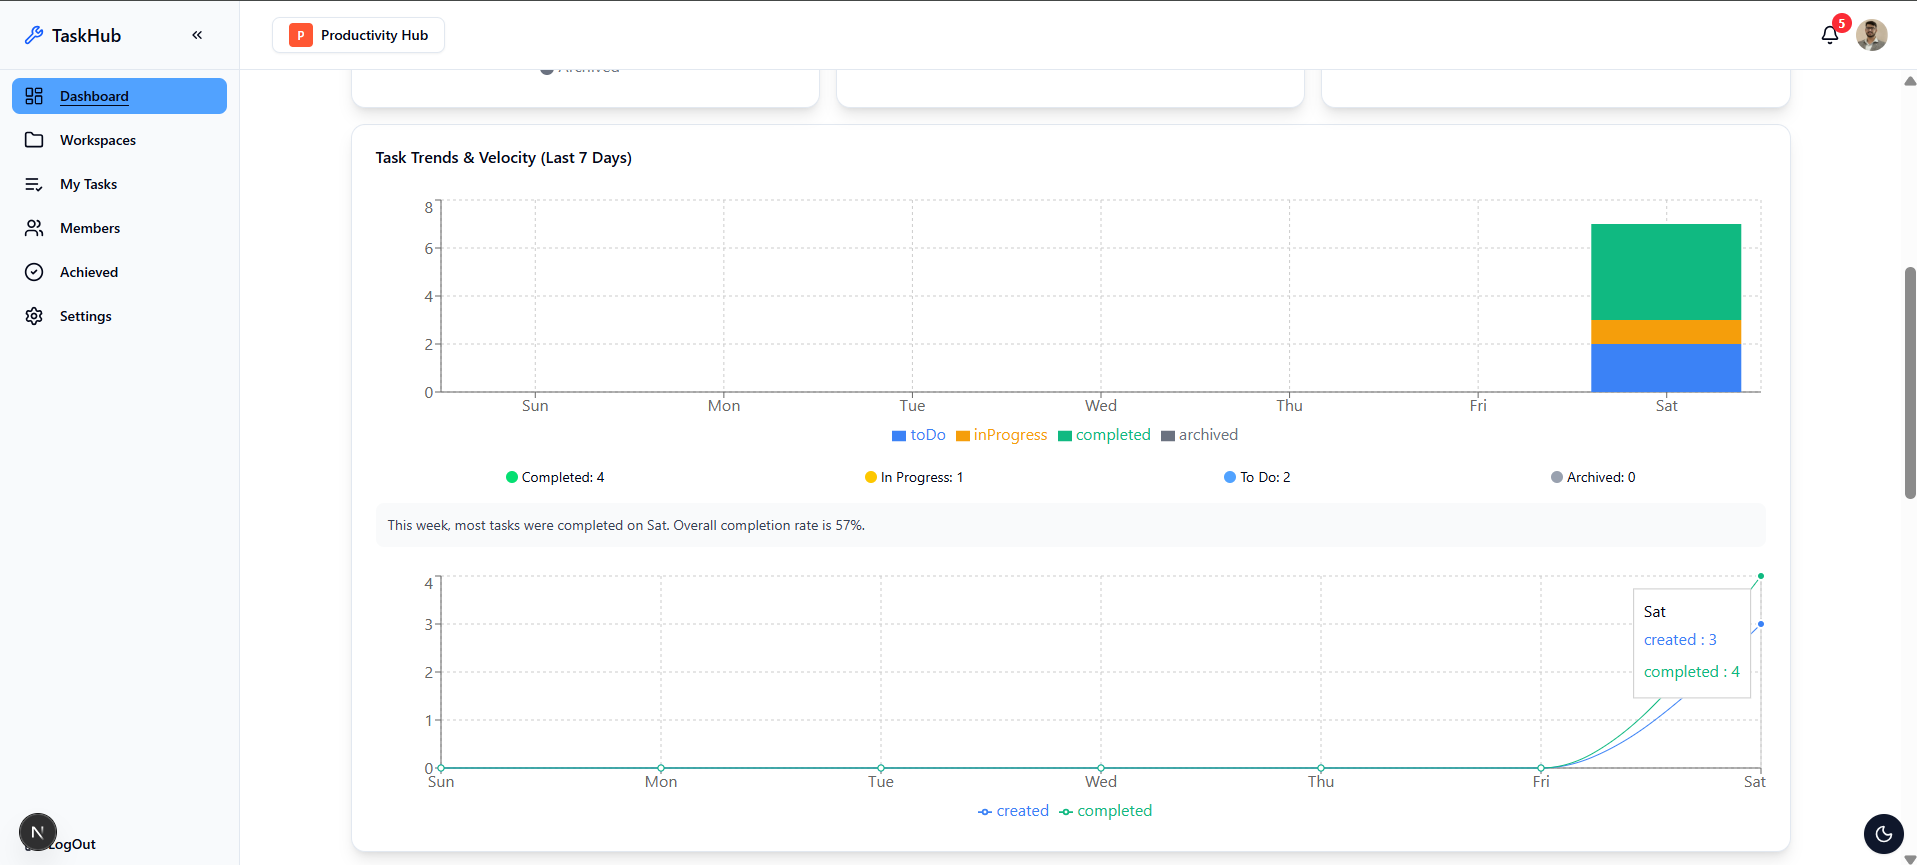 TaskHub
«
P Productivity Hub
5
Dashboard
Workspaces
My Tasks
Members
Achieved
Settings
N
LogOut
Archived
Task Trends & Velocity (Last 7 Days)
8
6
4
2
0
Sun Mon Tue Wed Thu Fri Sat
toDo inProgress completed archived
Completed: 4 In Progress: 1 To Do: 2 Archived: 0
This week, most tasks were completed on Sat. Overall completion rate is 57%.
4
3
2
1
0
Sat
created : 3
completed : 4
Sun Mon Tue Wed Thu Fri Sat
created completed